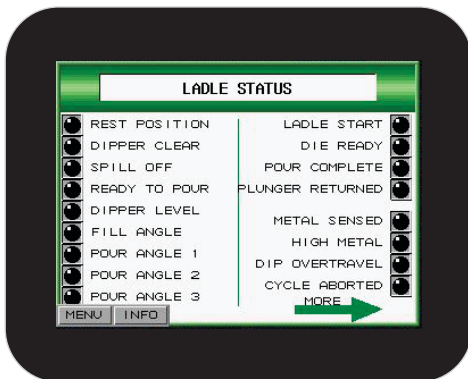 LADLE STATUS
REST POSITION
DIPPER CLEAR
SPILL OFF
READY TO POUR
DIPPER LEVEL
FILL ANGLE
POUR ANGLE 1
POUR ANGLE 2
POUR ANGLE 3
LADLE START
DIE READY
POUR COMPLETE
PLUNGER RETURNED
METAL SENSED
HIGH METAL
DIP OVERTRAVEL
CYCLE ABORTED
MORE
MENU
INFO